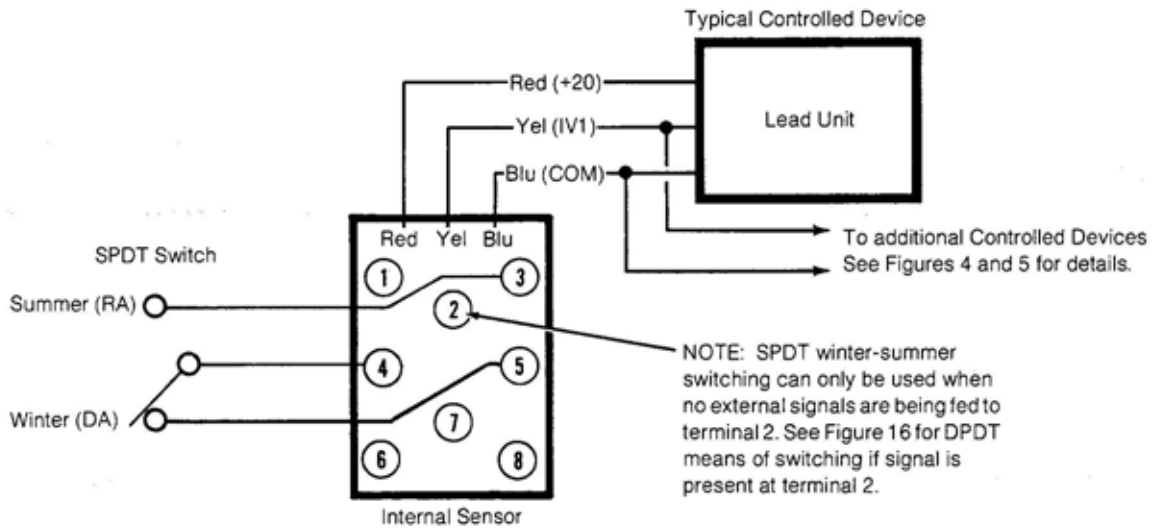 Typical Controlled Device
Red (+20)
Yel (IV1)
Blu (COM)
Lead Unit
Red Yel Blu
SPDT Switch
Summer (RA)
Winter (DA)
1
3
2
4
5
7
6
8
Internal Sensor
To additional Controlled Devices
See Figures 4 and 5 for details.
NOTE: SPDT winter-summer
switching can only be used when
no external signals are being fed to
terminal 2. See Figure 16 for DPDT
means of switching if signal is
present at terminal 2.